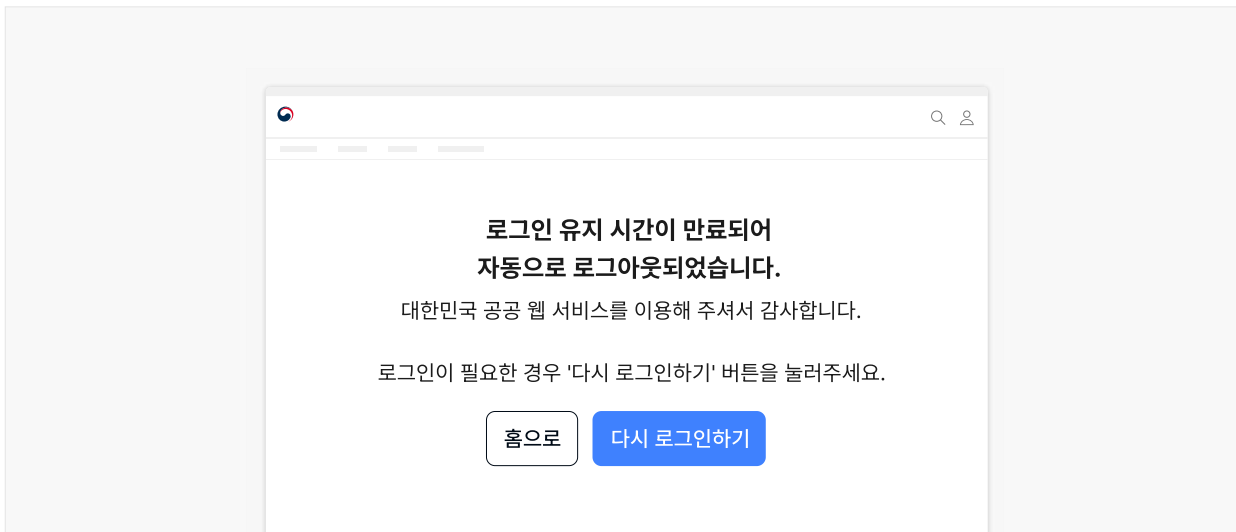 로그인 유지 시간이 만료되어
자동으로 로그아웃되었습니다.
대한민국 공공 웹 서비스를 이용해 주셔서 감사합니다.
로그인이 필요한 경우 '다시 로그인하기' 버튼을 눌러주세요.
홈으로
다시 로그인하기